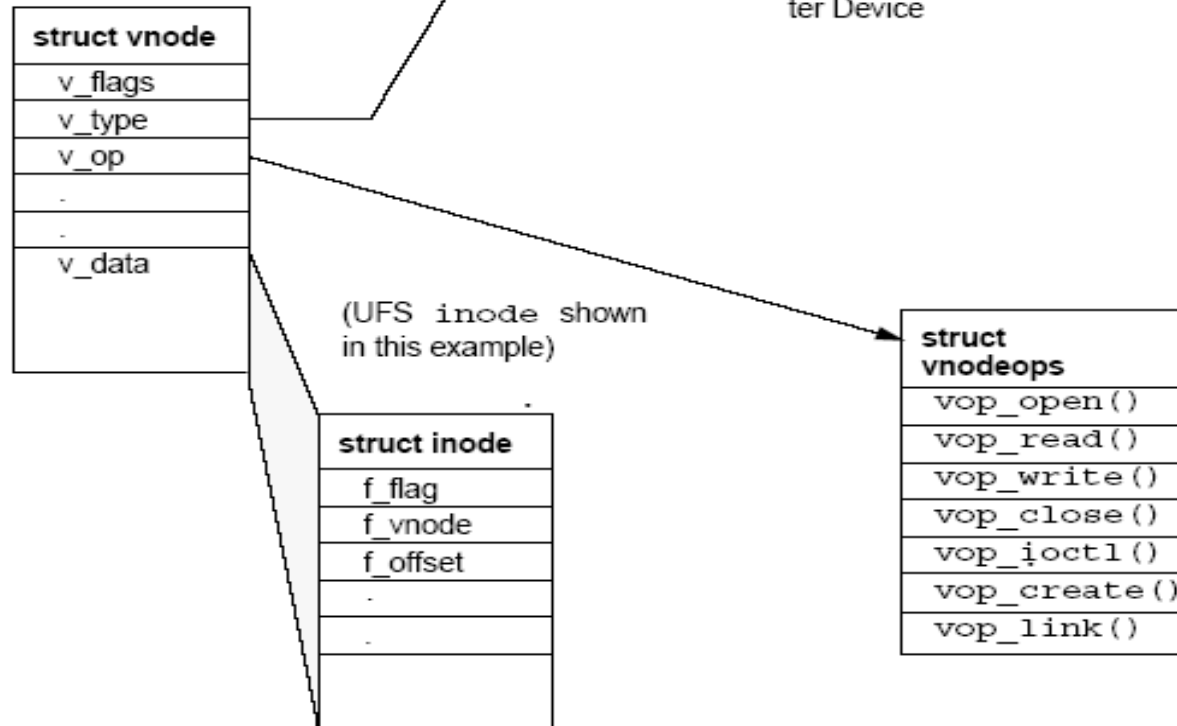 ter Device
struct vnode
v_flags
v_type
v_op
.
.
v_data
(UFS inode shown
in this example)
.
struct inode
f_flag
f_vnode
f_offset
.
.
struct
vnodeops
vop_open()
vop_read()
vop_write()
vop_close()
vop_ioctl()
vop_create()
vop_link()